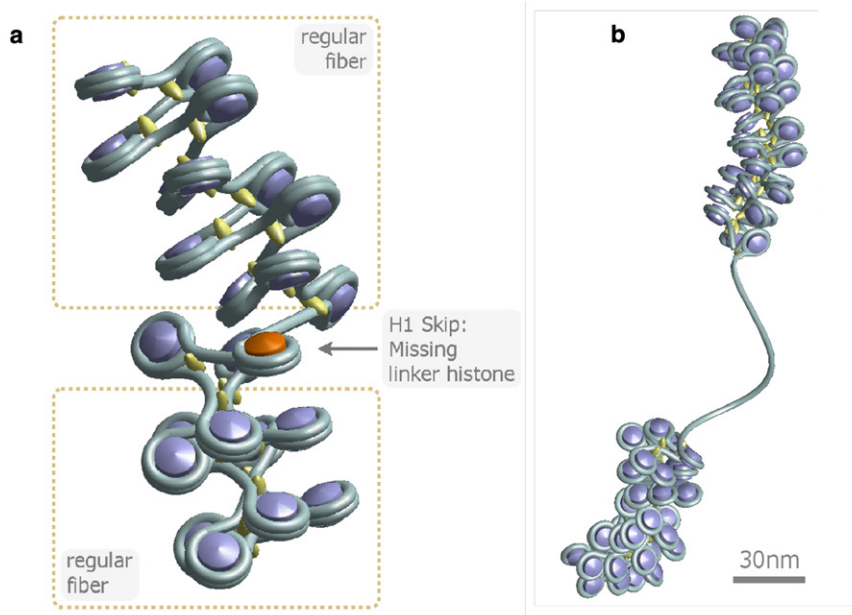 a
regular
fiber
H1 Skip:
Missing
linker histone
regular
fiber
b
30nm